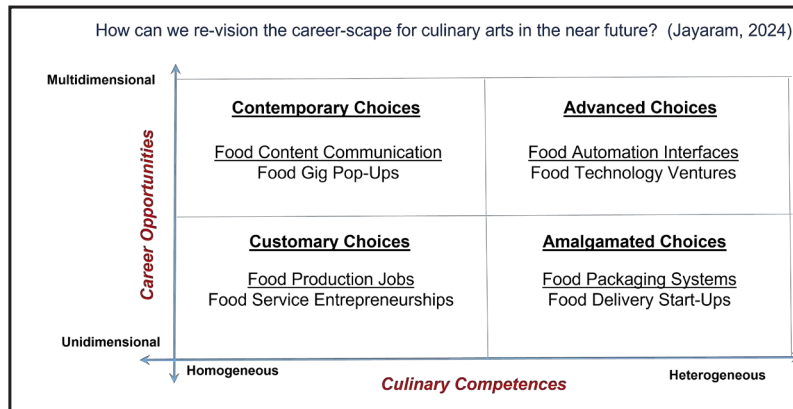 How can we re-vision the career-scape for culinary arts in the near future? (Jayaram, 2024)
Multidimensional
Career Opportunities
Contemporary Choices
Food Content Communication
Food Gig Pop-Ups
Advanced Choices
Food Automation Interfaces
Food Technology Ventures
Customary Choices
Food Production Jobs
Food Service Entrepreneurships
Amalgamated Choices
Food Packaging Systems
Food Delivery Start-Ups
Unidimensional
Homogeneous
Culinary Competences
Heterogeneous